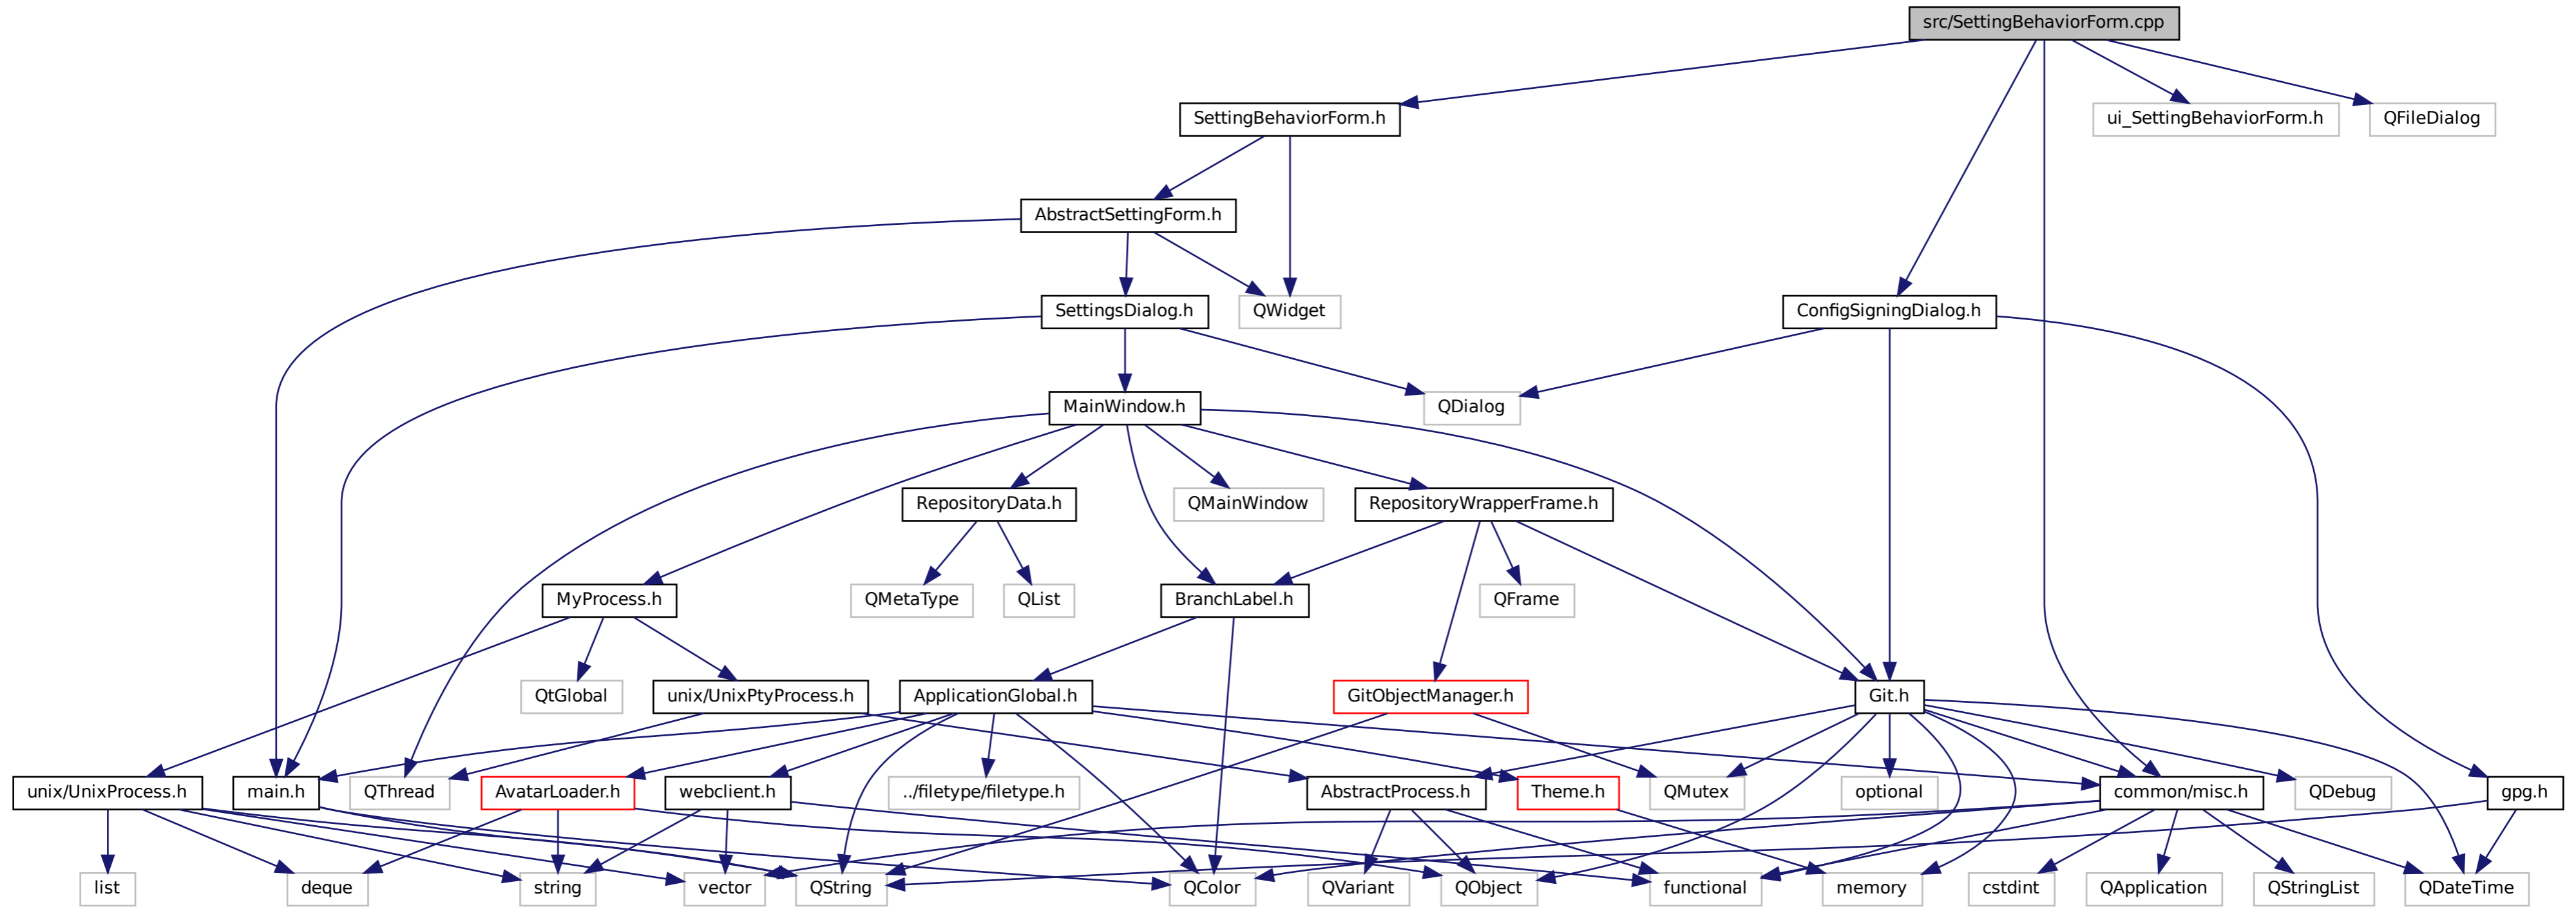 src/SettingBehaviorForm.cpp
SettingBehaviorForm.h
ui_SettingBehaviorForm.h
QFileDialog
AbstractSettingForm.h
SettingsDialog.h
QWidget
ConfigSigningDialog.h
MainWindow.h
QDialog
RepositoryData.h
QMainWindow
RepositoryWrapperFrame.h
MyProcess.h
QMetaType
QList
BranchLabel.h
QFrame
QtGlobal
unix/UnixPtyProcess.h
ApplicationGlobal.h
GitObjectManager.h
Git.h
unix/UnixProcess.h
main.h
QThread
AvatarLoader.h
webclient.h
../filetype/filetype.h
AbstractProcess.h
Theme.h
QMutex
optional
common/misc.h
QDebug
gpg.h
list
deque
string
vector
QString
QColor
QVariant
QObject
functional
memory
cstdint
QApplication
QStringList
QDateTime